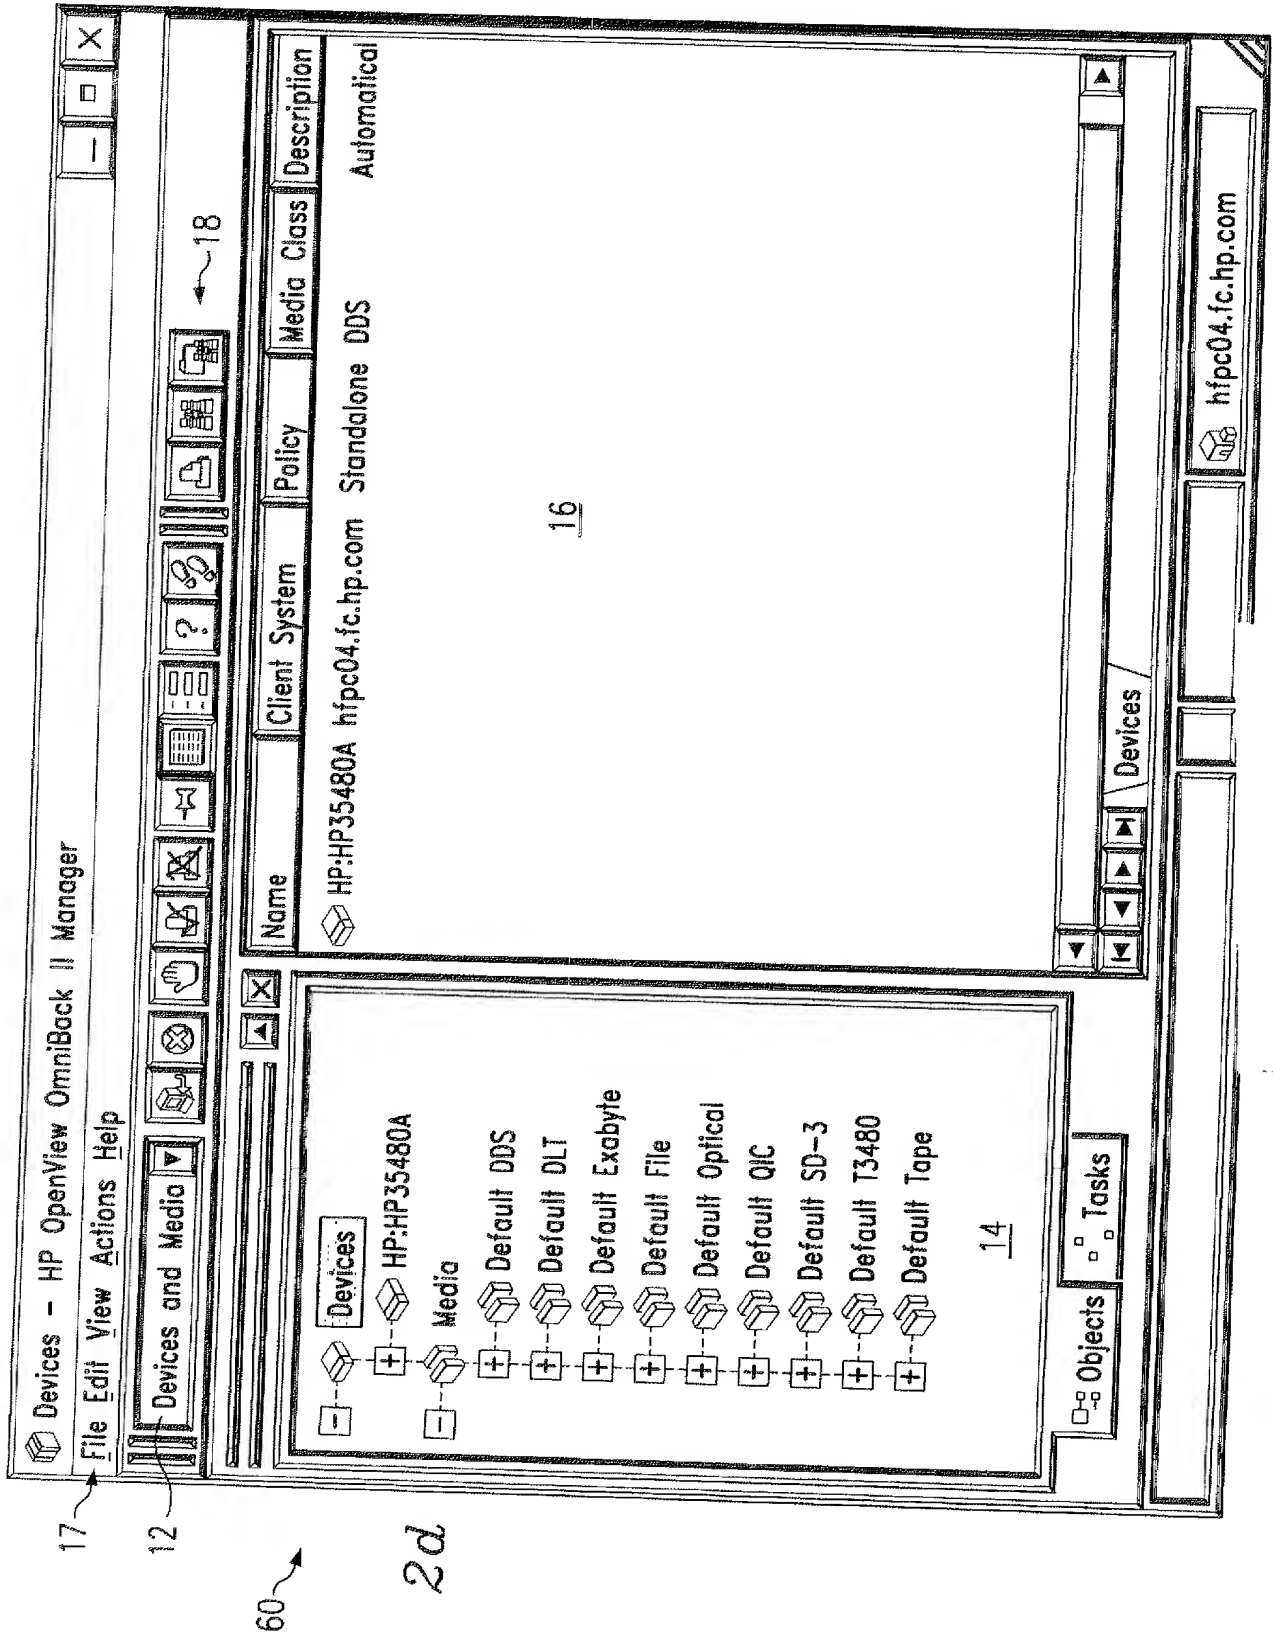 Devices – HP OpenView OmniBack II Manager
17
File Edit View Actions Help
12
Devices and Media
?
18
60
2d
Devices
HP:HP35480A
Media
Default DDS
Default DLT
Default Exabyte
Default File
Default Optical
Default QIC
Default SD-3
Default T3480
Default Tape
14
Objects
Tasks
Name
Client System
Policy
Media Class
Description
HP:HP35480A hfpc04.fc.hp.com Standalone DDS Automatical
16
Devices
hfpc04.fc.hp.com